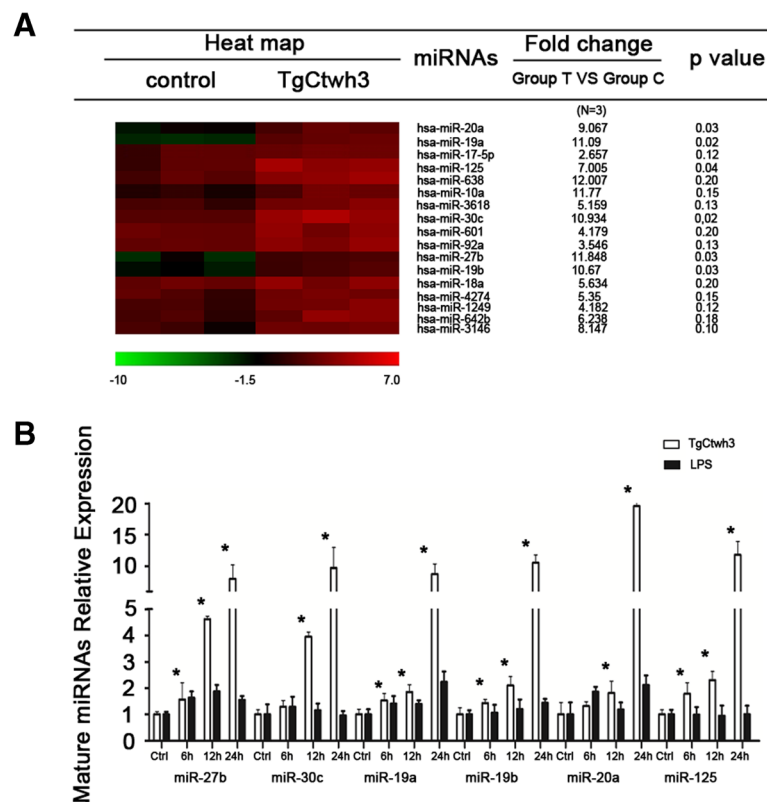 A
Heat map
miRNAs
Fold change
p value
control
TgCtwh3
Group T VS Group C
(N=3)
hsa-miR-20a 9.067 0.03
hsa-miR-19a 11.09 0.02
hsa-miR-17-5p 2.657 0.12
hsa-miR-125 7.005 0.04
hsa-miR-638 12.007 0.20
hsa-miR-10a 11.77 0.15
hsa-miR-3618 5.159 0.13
hsa-miR-30c 10.934 0,02
hsa-miR-601 4.179 0.20
hsa-miR-92a 3.546 0.13
hsa-miR-27b 11.848 0.03
hsa-miR-19b 10.67 0.03
hsa-miR-18a 5.634 0.20
hsa-miR-4274 5.35 0.15
hsa-miR-1249 4.182 0.12
hsa-miR-642b 6.238 0.18
hsa-miR-3146 8.147 0.10
-10 -1.5 7.0
B
Mature miRNAs Relative Expression
TgCtwh3
LPS
20
15
10
5
4
3
2
1
0
* * * * * * * * * * * * * * *
Ctrl 6h 12h 24h Ctrl 6h 12h 24h Ctrl 6h 12h 24h Ctrl 6h 12h 24h Ctrl 6h 12h 24h Ctrl 6h 12h 24h
miR-27b miR-30c miR-19a miR-19b miR-20a miR-125